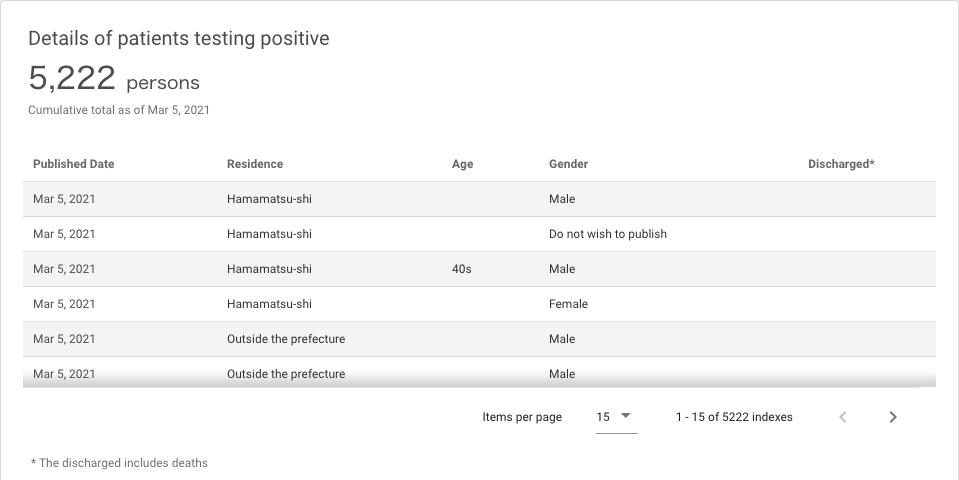 Details of patients testing positive
5,222 persons
Cumulative total as of Mar 5, 2021
Published Date Residence Age Gender Discharged*
Mar 5, 2021 Hamamatsu-shi Male
Mar 5, 2021 Hamamatsu-shi Do not wish to publish
Mar 5, 2021 Hamamatsu-shi 40s Male
Mar 5, 2021 Hamamatsu-shi Female
Mar 5, 2021 Outside the prefecture Male
Mar 5, 2021 Outside the prefecture Male
Items per page 15 1 - 15 of 5222 indexes
* The discharged includes deaths